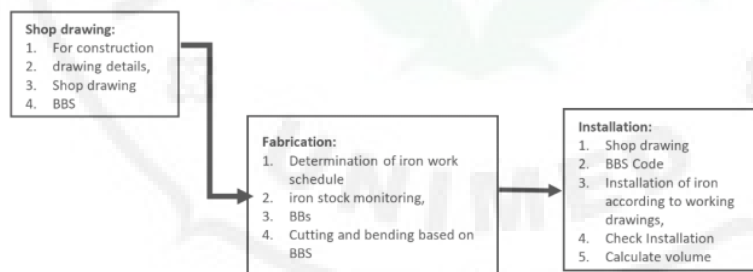 Shop drawing:
1. For construction
2. drawing details,
3. Shop drawing
4. BBS
Fabrication:
1. Determination of iron work
schedule
2. iron stock monitoring,
3. BBs
4. Cutting and bending based on
BBS
Installation:
1. Shop drawing
2. BBS Code
3. Installation of iron
according to working
drawings,
4. Check Installation
5. Calculate volume
UNIMED